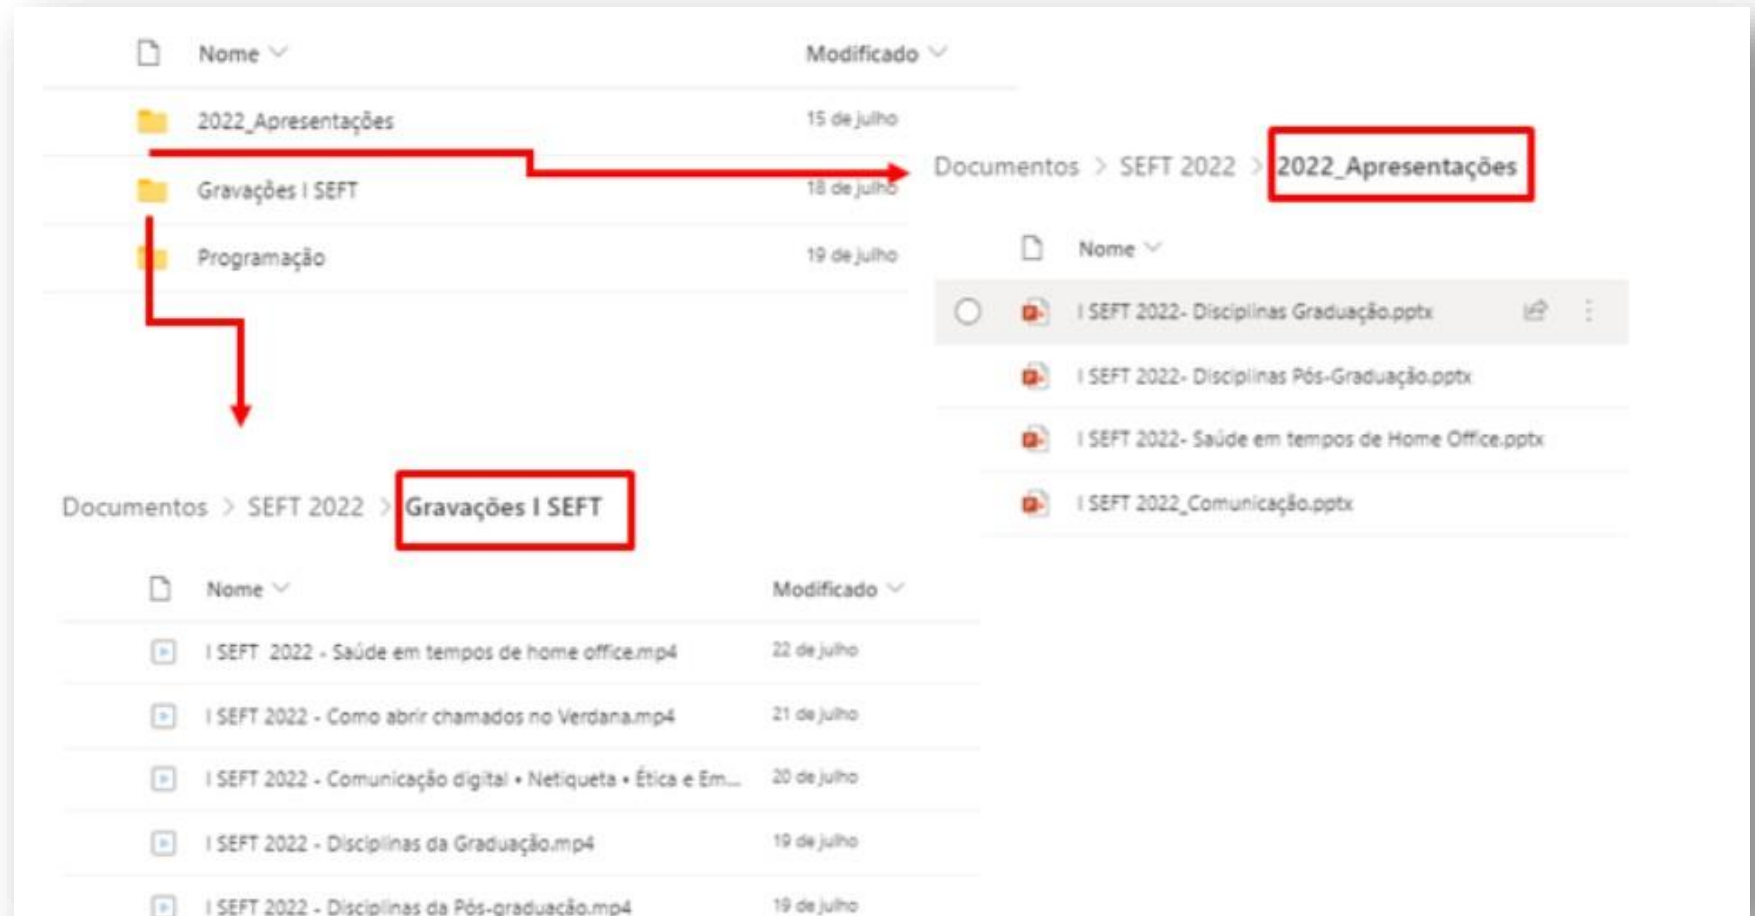 Nome Modificado
2022_Apresentações 15 de julho
Gravações I SEFT 18 de julho
Programação 19 de julho
Documentos > SEFT 2022 > 2022_Apresentações
Nome
I SEFT 2022- Disciplinas Graduação.pptx
I SEFT 2022- Disciplinas Pós-Graduação.pptx
I SEFT 2022- Saúde em tempos de Home Office.pptx
I SEFT 2022_Comunicação.pptx
Documentos > SEFT 2022 > Gravações I SEFT
Nome Modificado
I SEFT 2022 - Saúde em tempos de home office.mp4 22 de julho
I SEFT 2022 - Como abrir chamados no Verdana.mp4 21 de julho
I SEFT 2022 - Comunicação digital • Netiqueta • Ética e Em... 20 de julho
I SEFT 2022 - Disciplinas da Graduação.mp4 19 de julho
I SEFT 2022 - Disciplinas da Pós-graduação.mp4 19 de julho